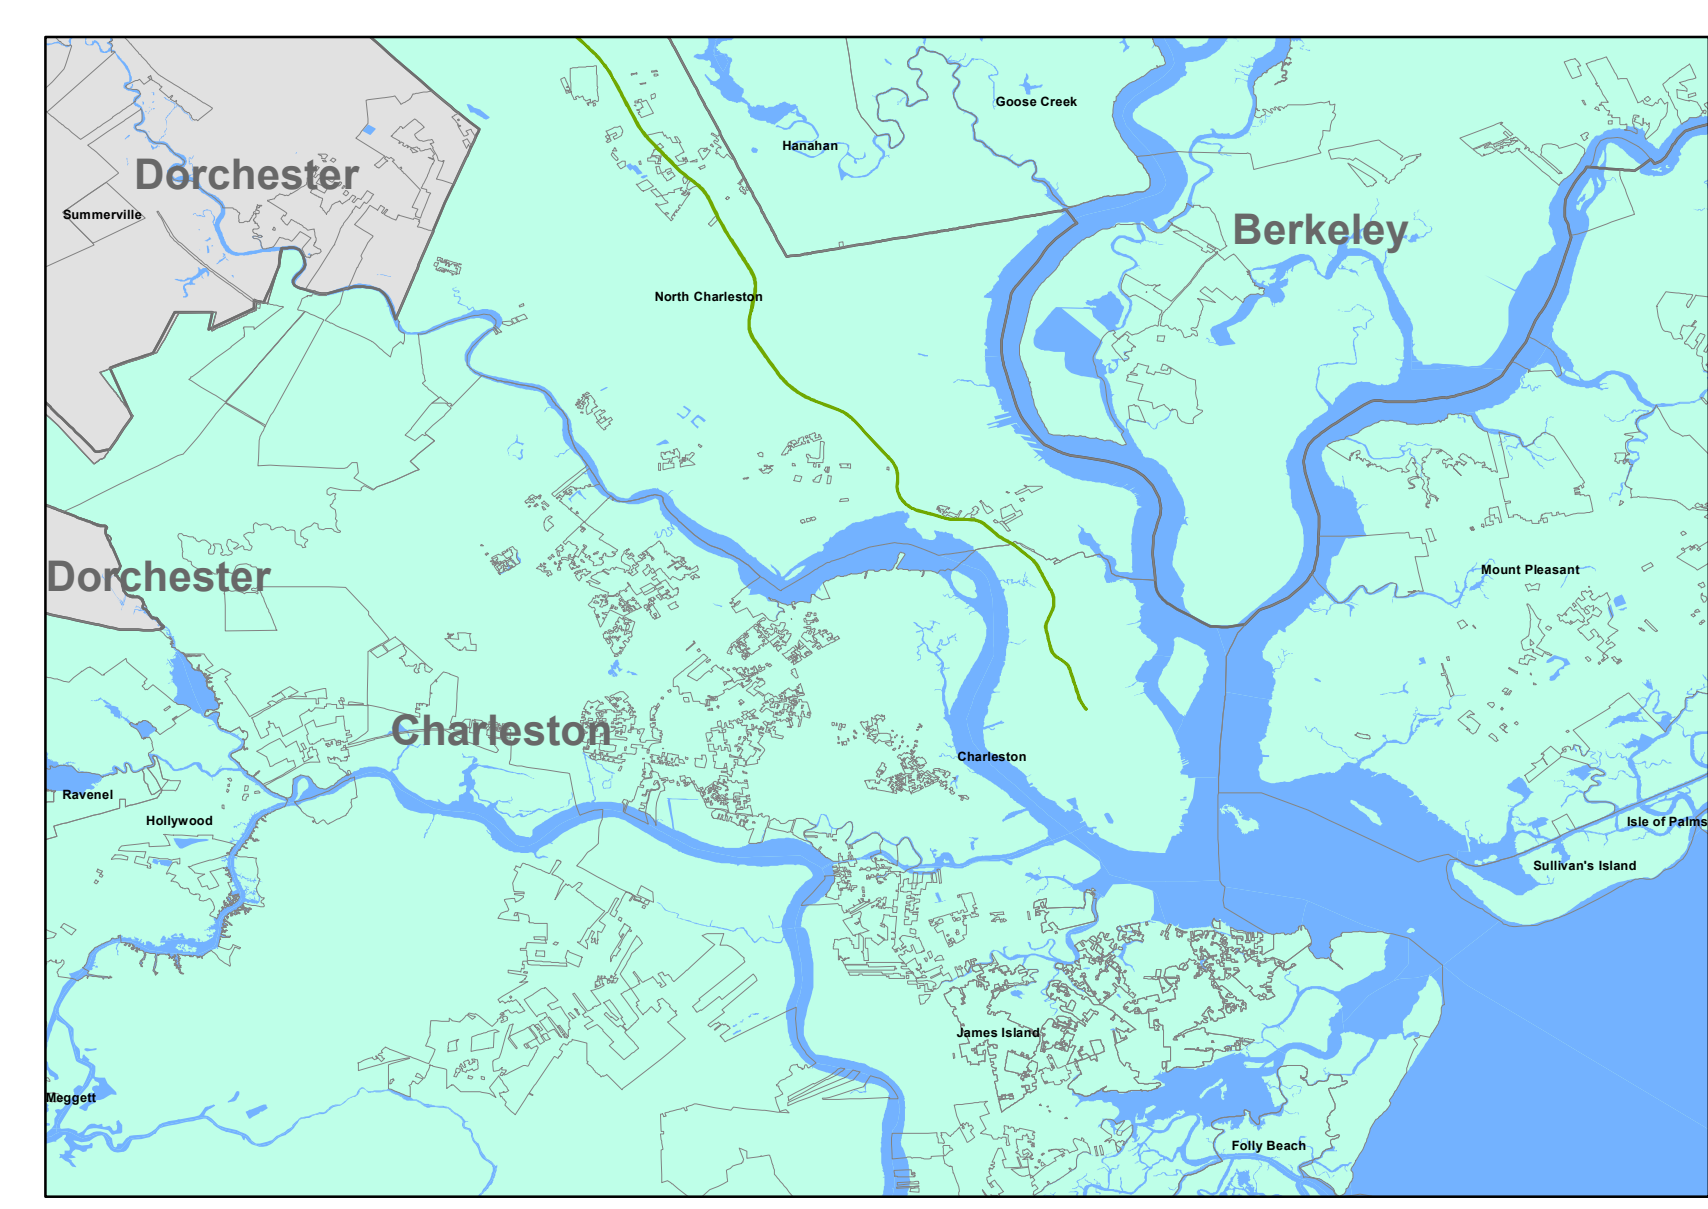 Goose Creek
Hanahan
Dorchester
Summerville
Berkeley
North Charleston
Mount Pleasant
Dorchester
Charleston
Charleston
Ravenel
Hollywood
Isle of Palms
Sullivan's Island
James Island
Meggett
Folly Beach